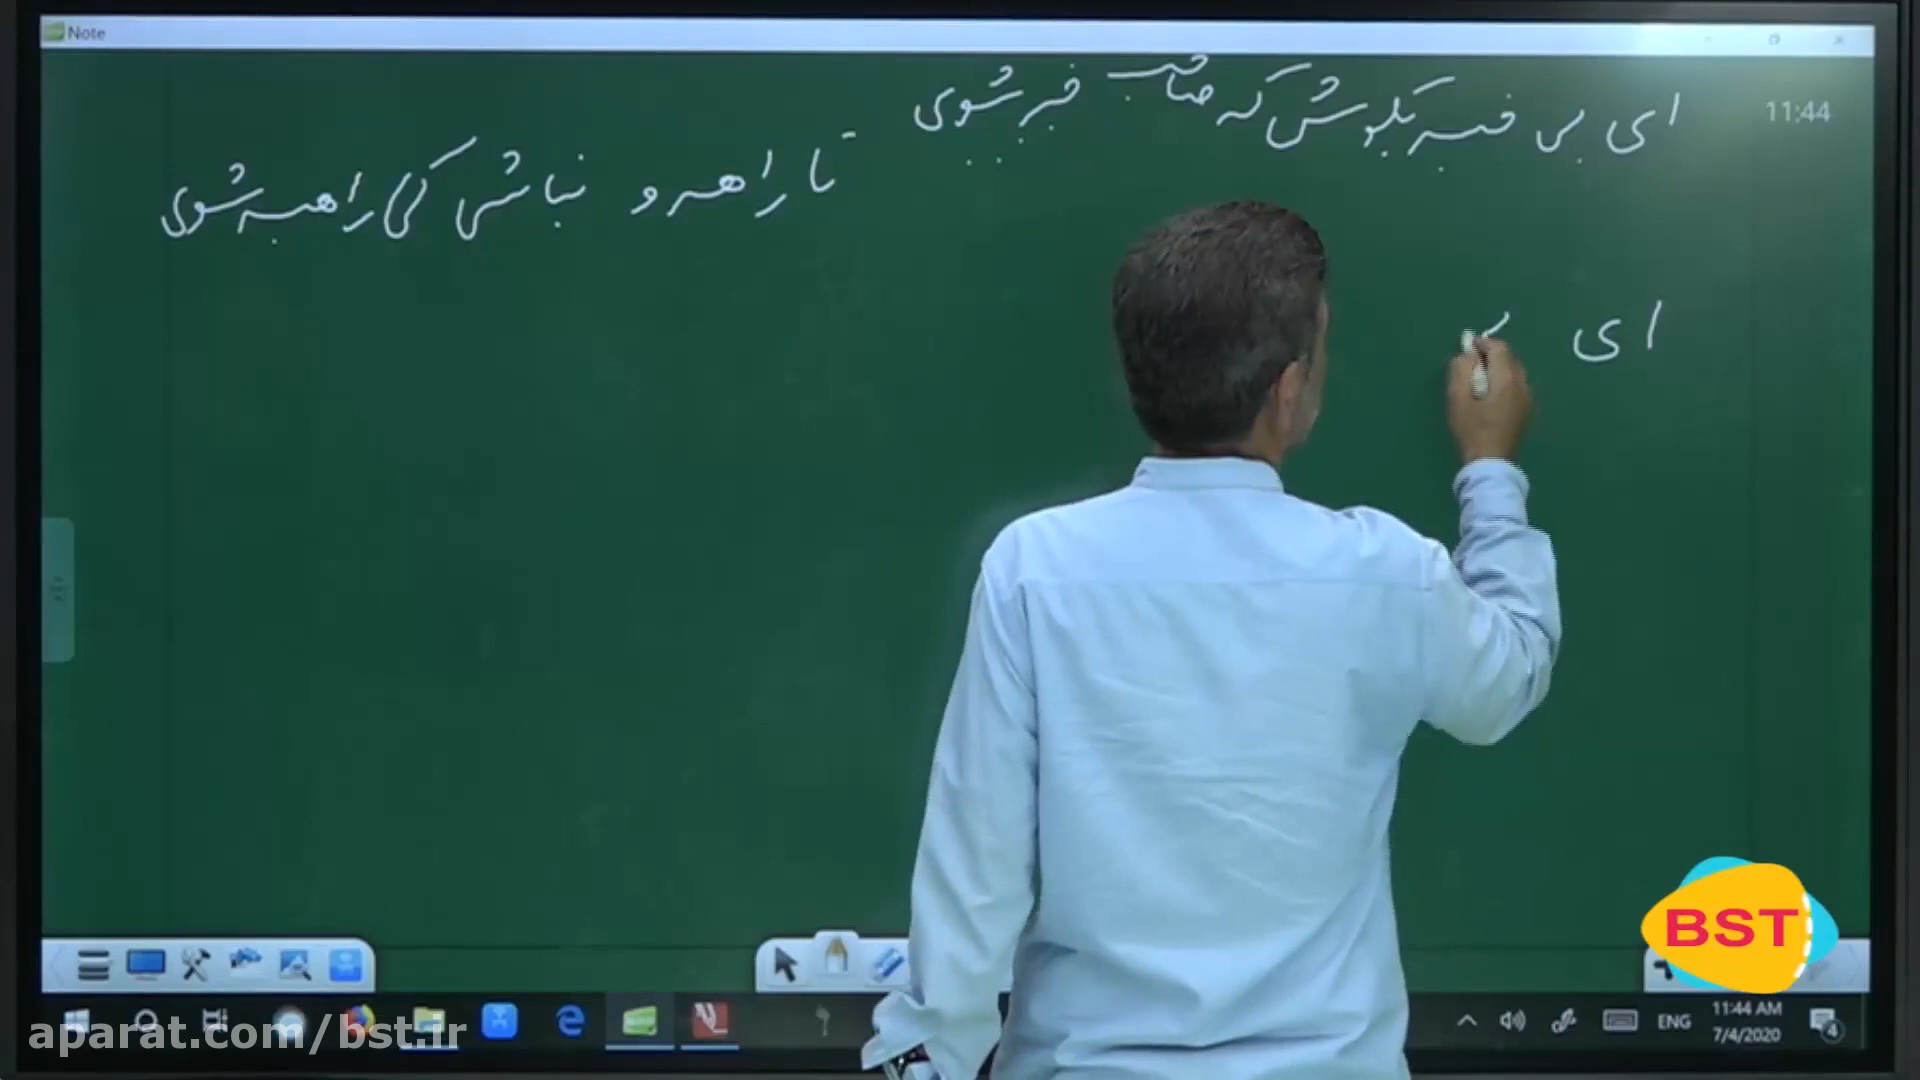 Note
11:44
ای بی خبر بکوش که صاحب خبر شوی
تا راهرو نباشی کی راهبر شوی
ای
BST
ENG
11:44 AM
7/4/2020
4
aparat.com/bst.ir